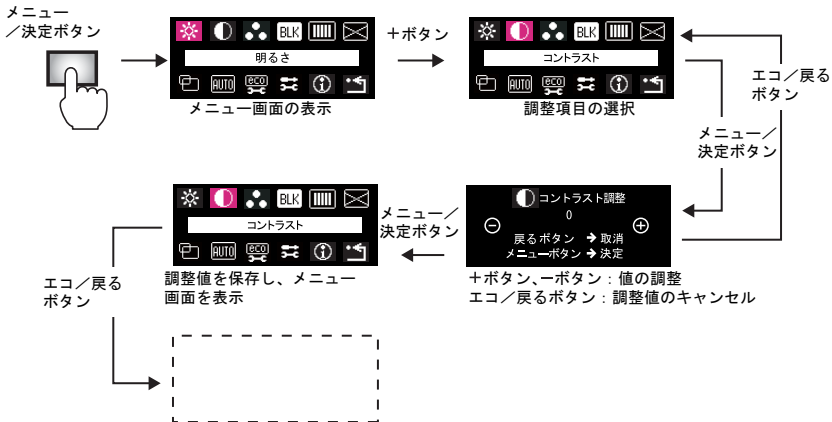 メニュー
／決定ボタン
BLK
明るさ
AUTO
eco
メニュー画面の表示
＋ボタン
BLK
コントラスト
AUTO
eco
調整項目の選択
エコ／戻る
ボタン
メニュー／
決定ボタン
コントラスト調整
0
戻るボタン ➔ 取消
メニューボタン ➔ 決定
＋ボタン、ーボタン：値の調整
エコ／戻るボタン：調整値のキャンセル
メニュー／
決定ボタン
BLK
コントラスト
AUTO
eco
調整値を保存し、メニュー
画面を表示
エコ／戻る
ボタン